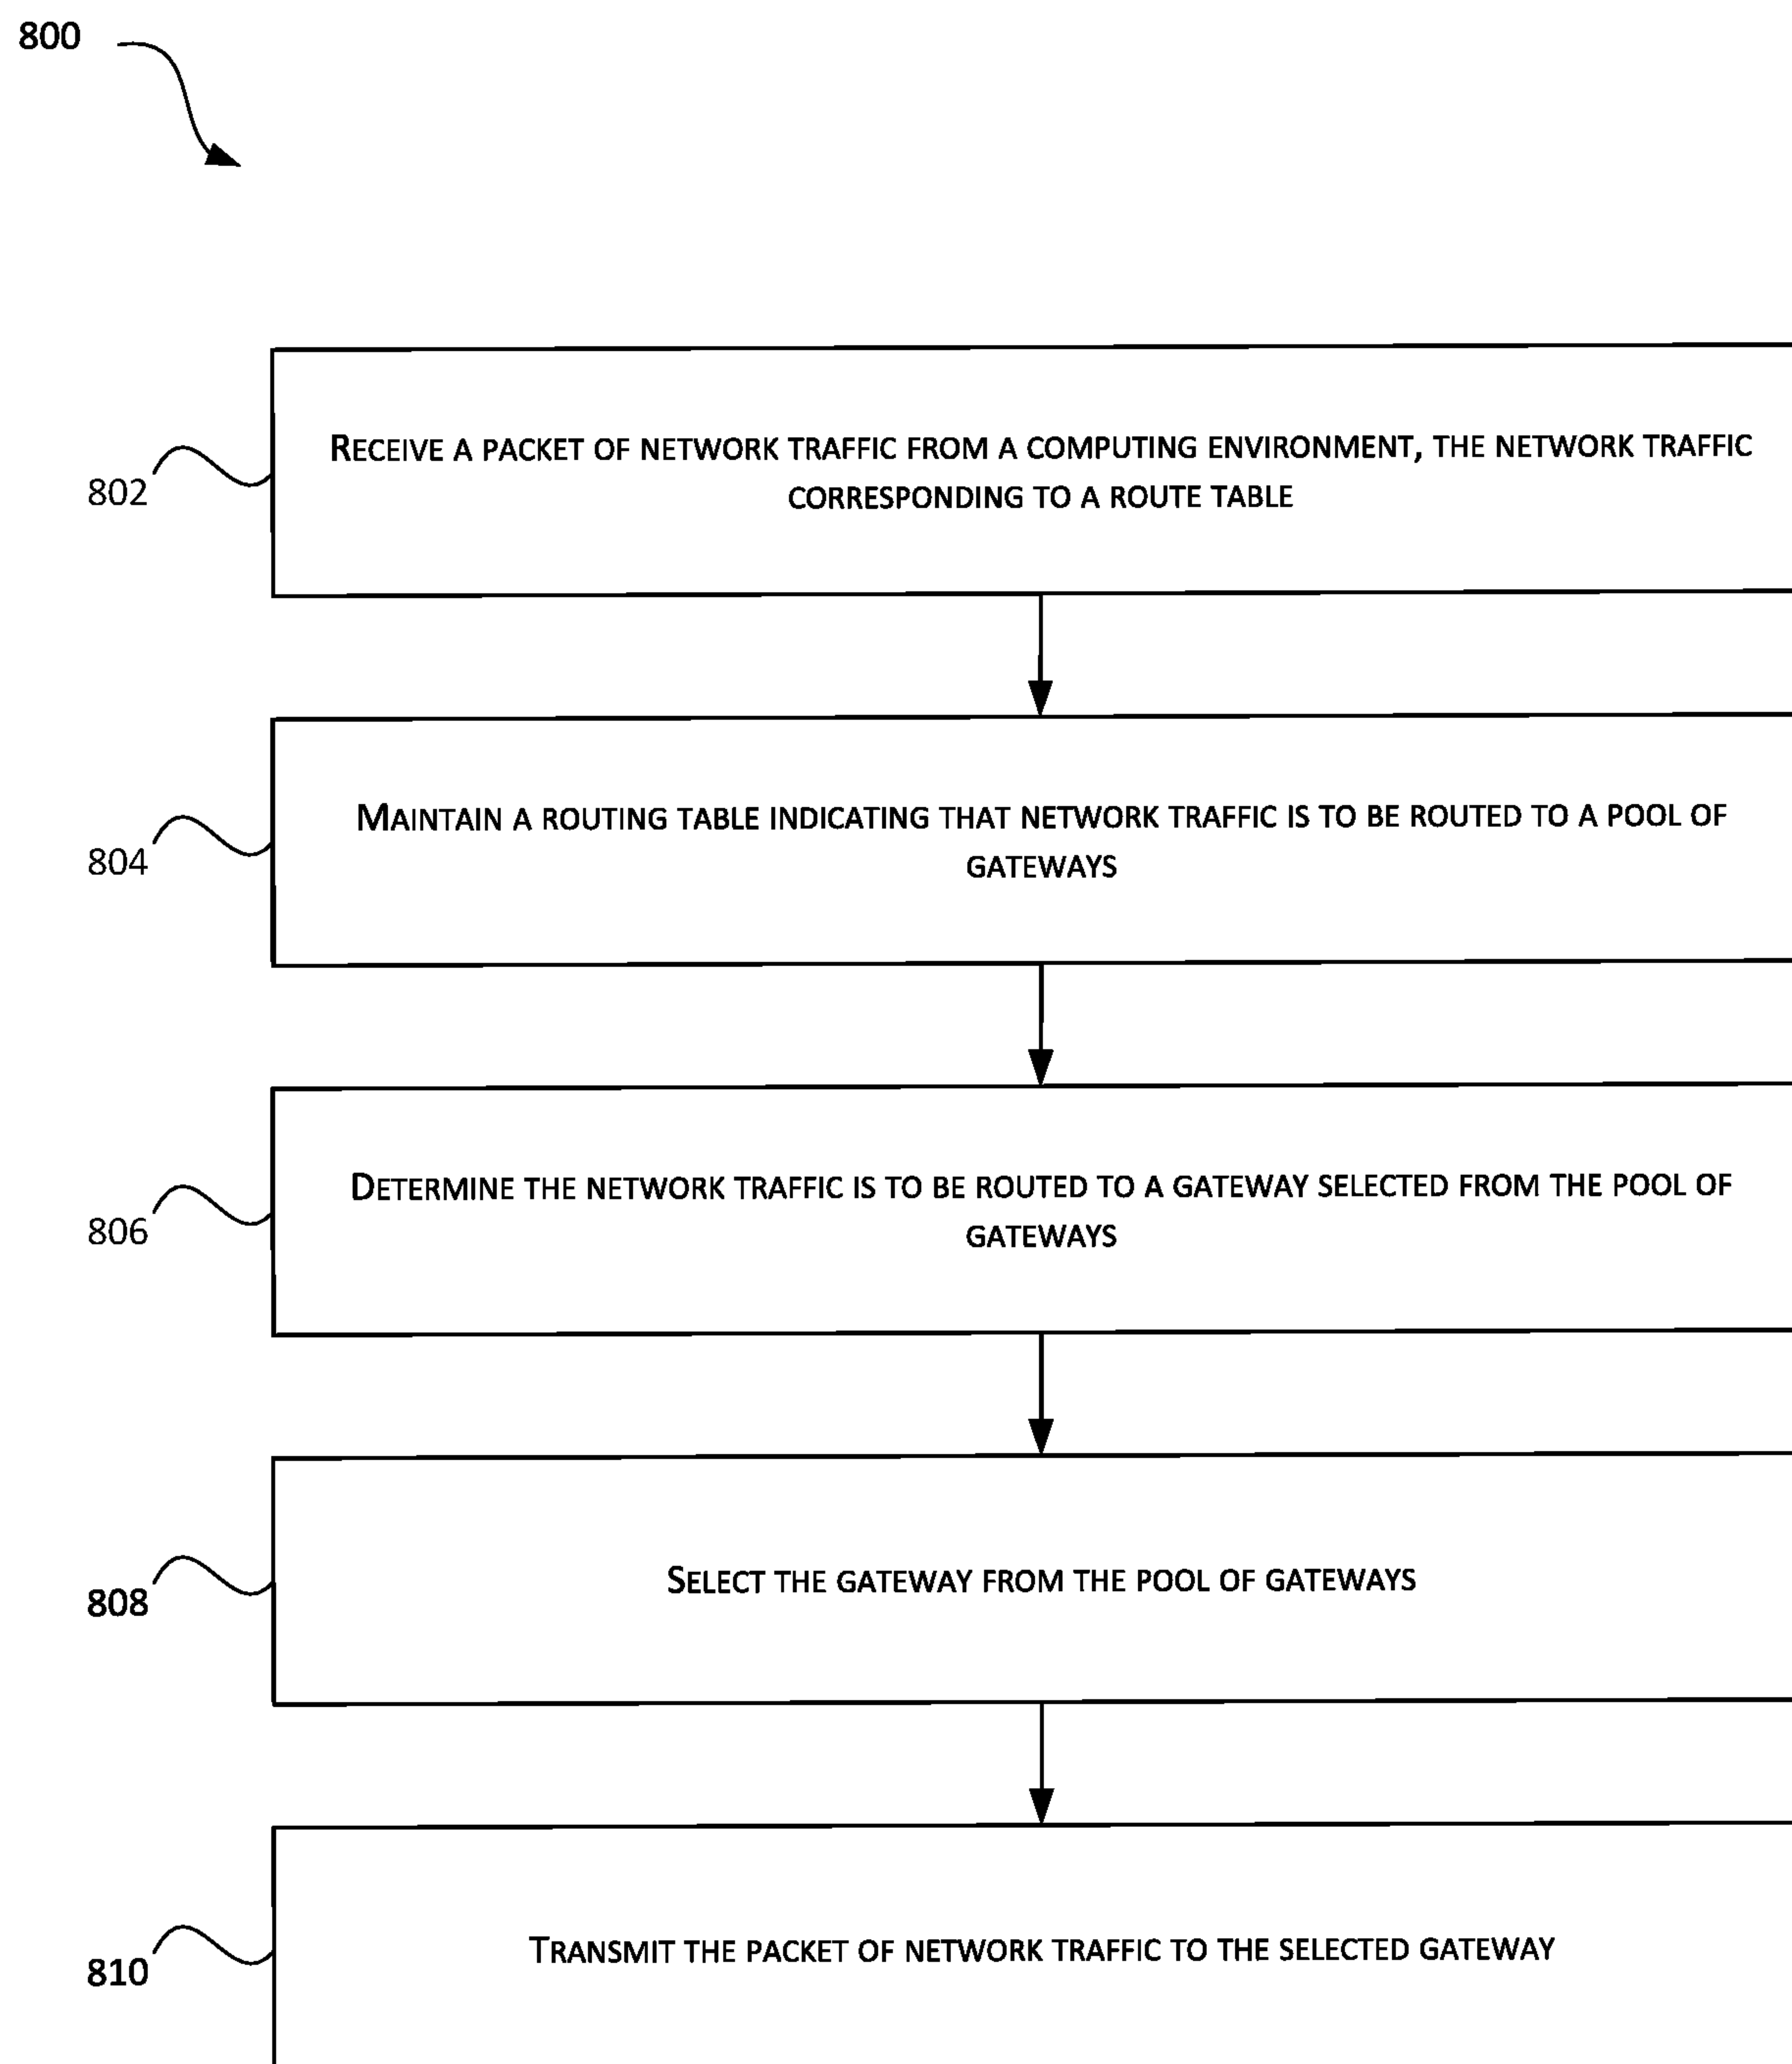 800
RECEIVE A PACKET OF NETWORK TRAFFIC FROM A COMPUTING ENVIRONMENT, THE NETWORK TRAFFIC
CORRESPONDING TO A ROUTE TABLE
802
MAINTAIN A ROUTING TABLE INDICATING THAT NETWORK TRAFFIC IS TO BE ROUTED TO A POOL OF
GATEWAYS
804
DETERMINE THE NETWORK TRAFFIC IS TO BE ROUTED TO A GATEWAY SELECTED FROM THE POOL OF
GATEWAYS
806
SELECT THE GATEWAY FROM THE POOL OF GATEWAYS
808
TRANSMIT THE PACKET OF NETWORK TRAFFIC TO THE SELECTED GATEWAY
810